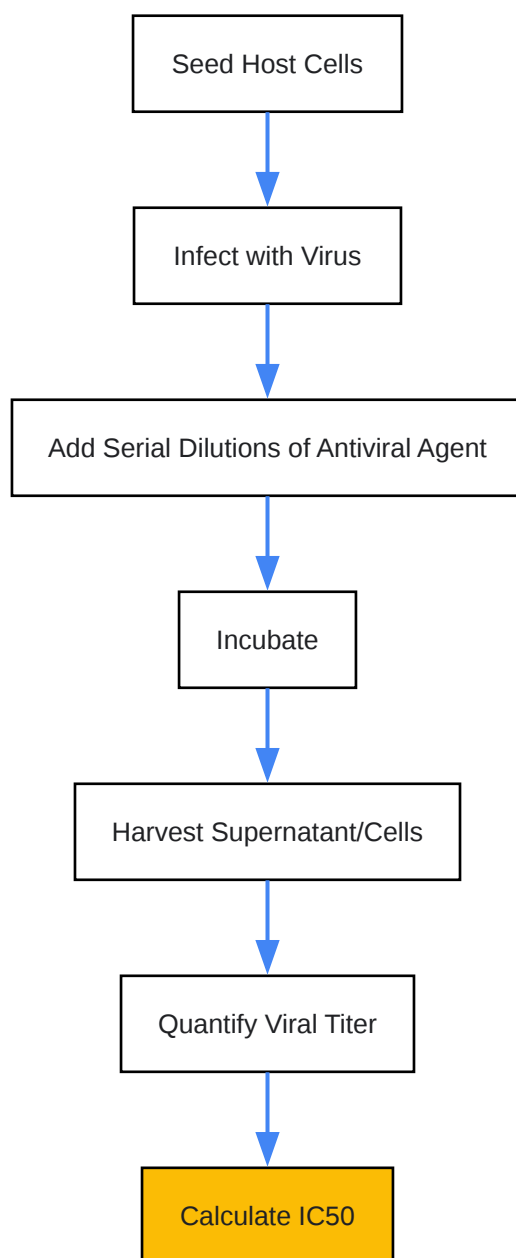 Seed Host Cells
Infect with Virus
Add Serial Dilutions of Antiviral Agent
Incubate
Harvest Supernatant/Cells
Quantify Viral Titer
Calculate IC50